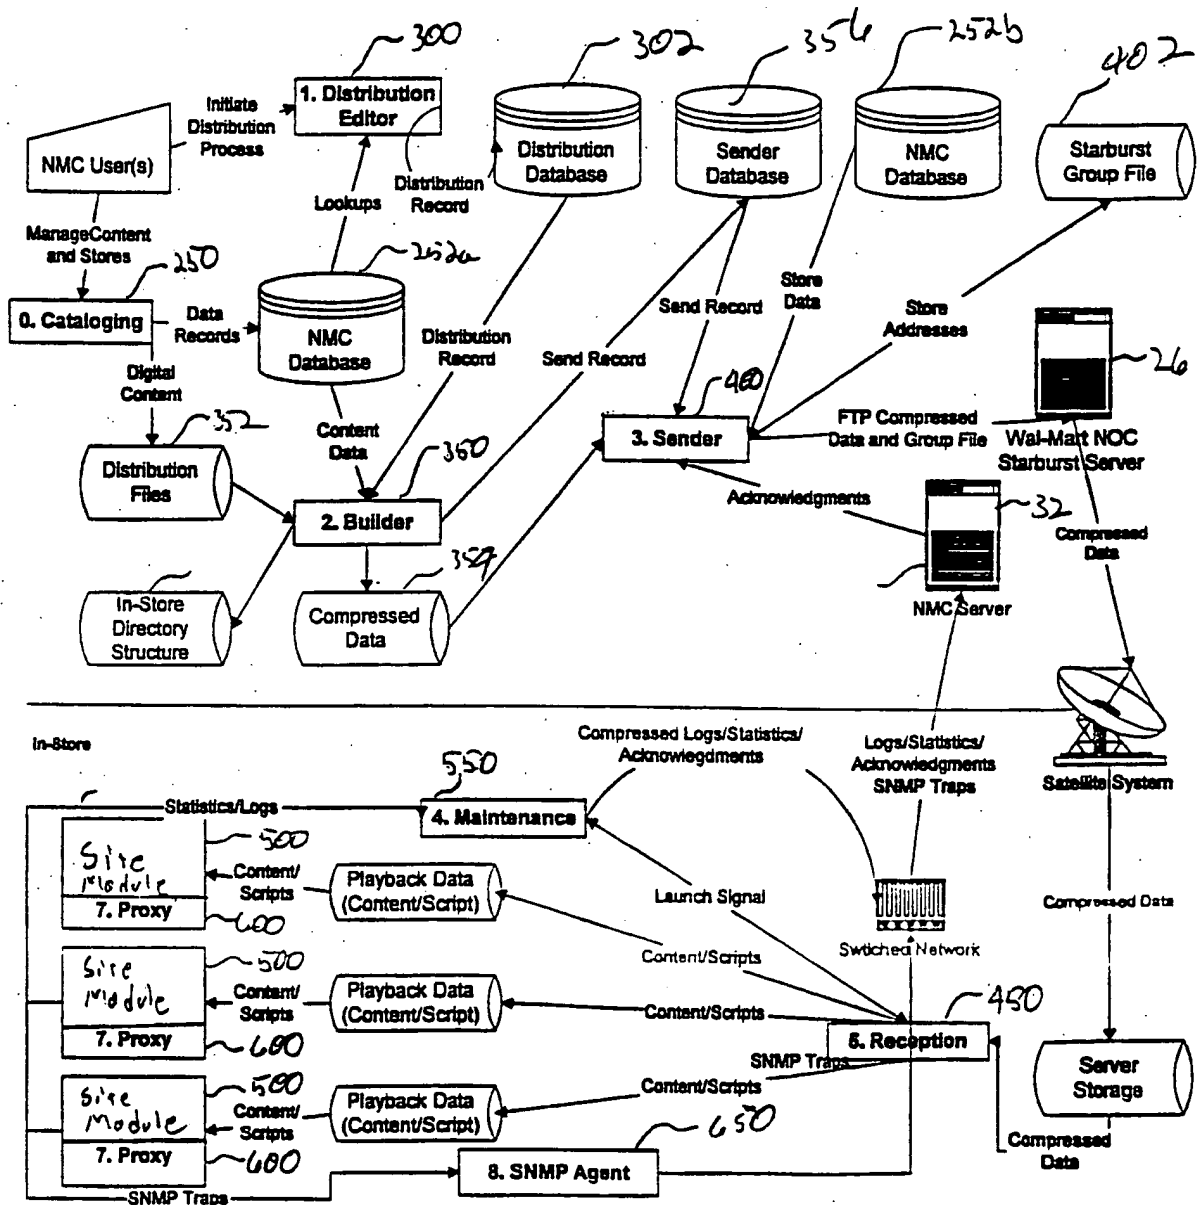 300
302
356
252b
402
1. Distribution
Editor
Initiate
Distribution
Process
NMC User(s)
Distribution
Database
Sender
Database
NMC
Database
Starburst
Group File
Distribution
Record
Lookups
ManageContent
and Stores
250
252a
0. Cataloging
Data
Records
NMC
Database
Distribution
Record
Send Record
Send Record
Store
Data
Store
Addresses
26
Digital
Content
352
Content
Data
350
400
3. Sender
FTP Compressed
Data and Group File
Wal-Mart NOC
Starburst Server
Distribution
Files
2. Builder
Acknowledgments
32
Compressed
Data
354
In-Store
Directory
Structure
Compressed
Data
NMC Server
In-Store
Compressed Logs/Statistics/
Acknowlegdments
Logs/Statistics/
Acknowledgments
SNMP Traps
Satellite System
550
Statistics/Logs
4. Maintenance
500
Site
Module
7. Proxy
600
Content/
Scripts
Playback Data
(Content/Script)
Launch Signal
Compressed Data
Swtiched Network
Content/Scripts
500
Site
Module
7. Proxy
600
Content/
Scripts
Playback Data
(Content/Script)
Content/Scripts
450
5. Reception
SNMP Traps
Server
Storage
500
Site
Module
7. Proxy
600
Content/
Scripts
Playback Data
(Content/Script)
Content/Scripts
650
Compressed
Data
8. SNMP Agent
SNMP Traps